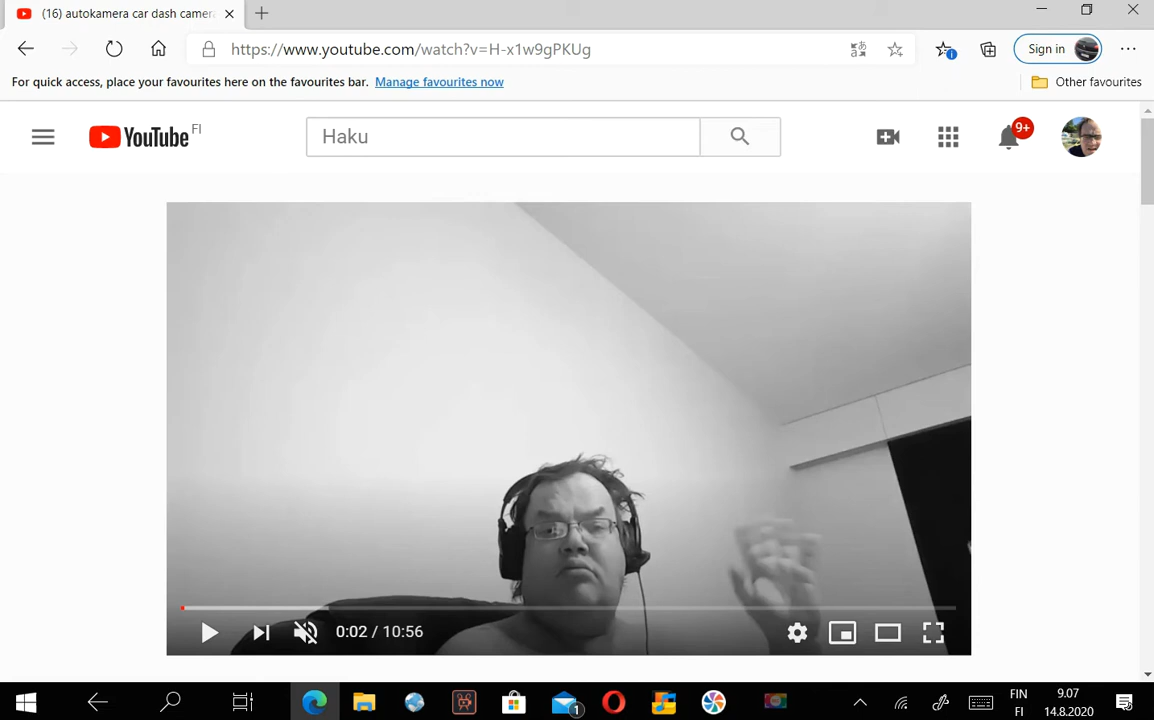 (16) autokamera car dash camer
https://www.youtube.com/watch?v=H-x1w9gPKUg
Sign in
For quick access, place your favourites here on the favourites bar. Manage favourites now
Other favourites
YouTube FI
Haku
9+
0:02 / 10:56
1
FIN
FI
9.07
14.8.2020